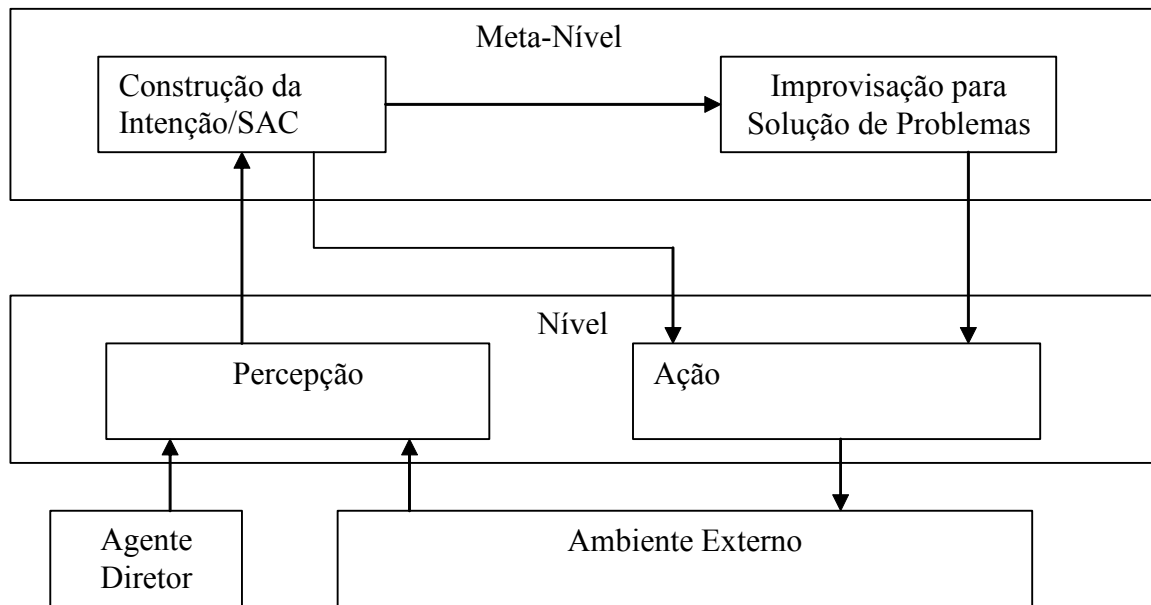 Meta-Nível
Construção da
Intenção/SAC
Improvisação para
Solução de Problemas
Nível
Percepção
Ação
Agente
Diretor
Ambiente Externo